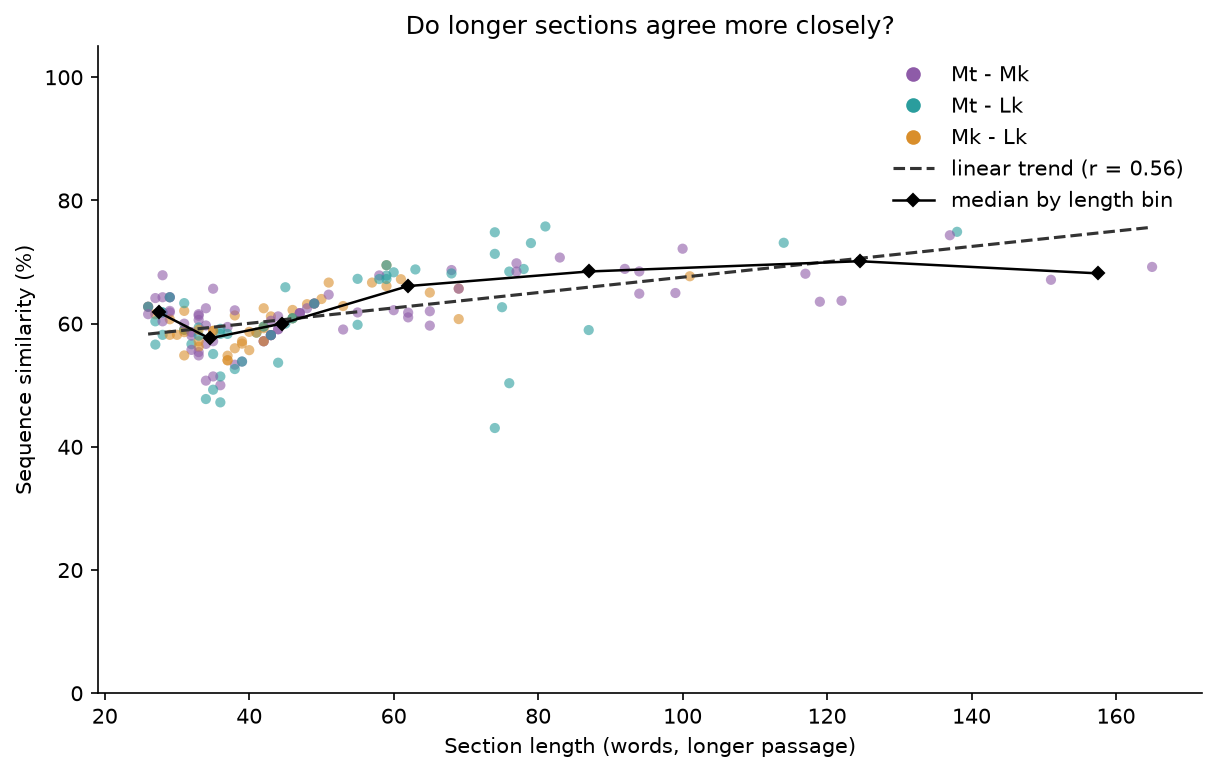 Do longer sections agree more closely?
Mt - Mk
Mt - Lk
Mk - Lk
linear trend (r = 0.56)
median by length bin
Sequence similarity (%)
100
80
60
40
20
0
20 40 60 80 100 120 140 160
Section length (words, longer passage)